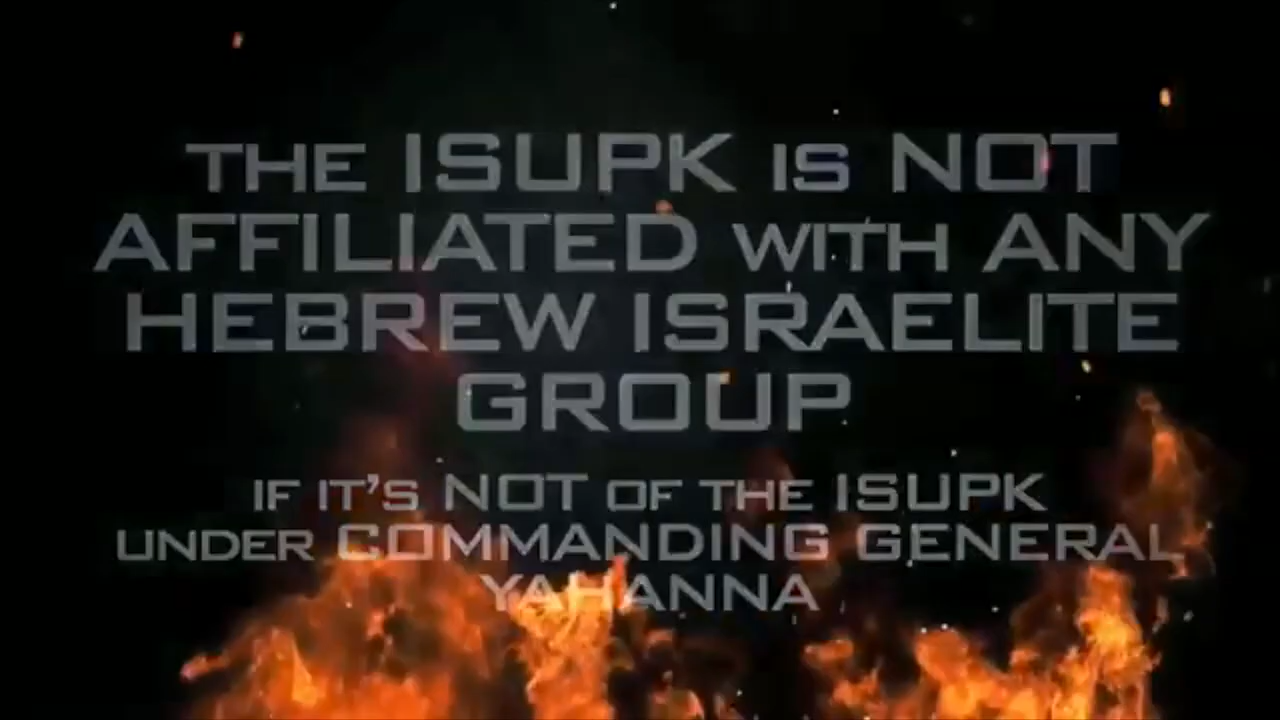 THE ISUPK IS NOT
AFFILIATED WITH ANY
HEBREW ISRAELITE
GROUP
IF IT'S NOT OF THE ISUPK
UNDER COMMANDING GENERAL
YAHANNA